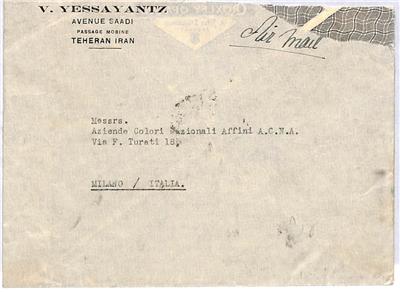 V. YESSAYANTZ
AVENUE SAADI
PASSAGE MOBINE
TEHERAN IRAN
Air Mail
Messrs.
Aziende Colori Nazionali Affini A.C.N.A.
Via F. Turati 18
MILANO / ITALIA.